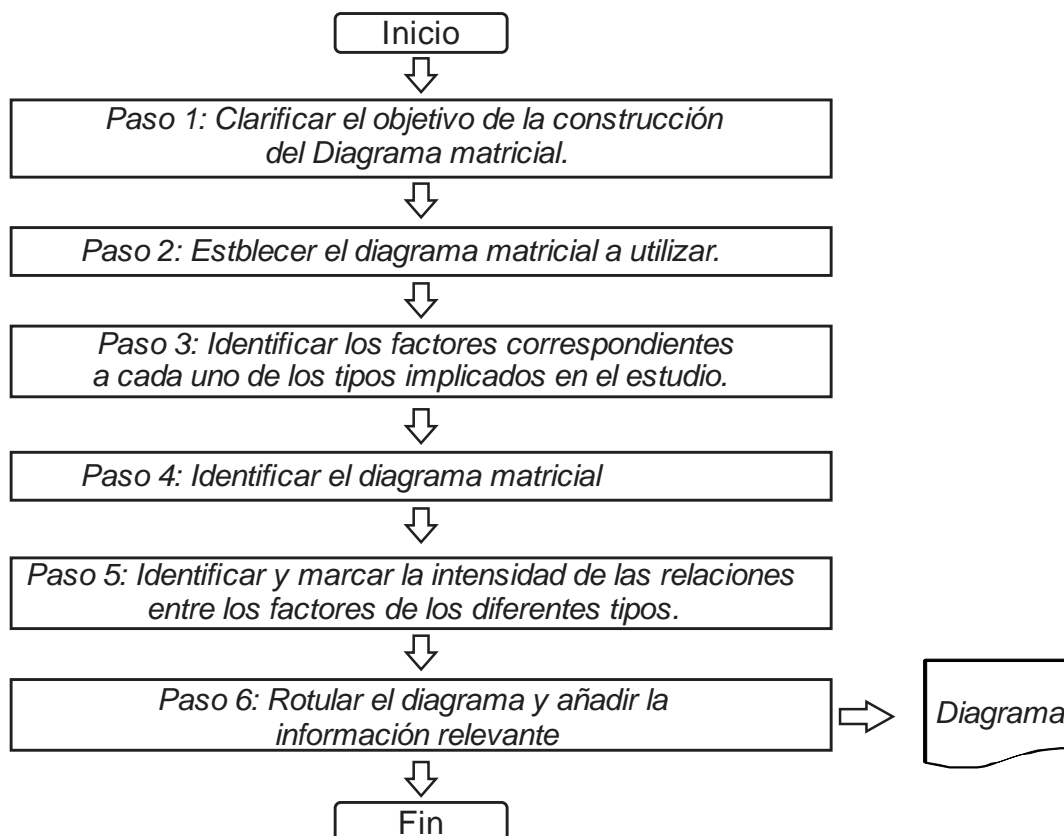 Inicio
Paso 1: Clarificar el objetivo de la construcción
del Diagrama matricial.
Paso 2: Estblecer el diagrama matricial a utilizar.
Paso 3: Identificar los factores correspondientes
a cada uno de los tipos implicados en el estudio.
Paso 4: Identificar el diagrama matricial
Paso 5: Identificar y marcar la intensidad de las relaciones
entre los factores de los diferentes tipos.
Paso 6: Rotular el diagrama y añadir la
información relevante
Diagrama
Fin